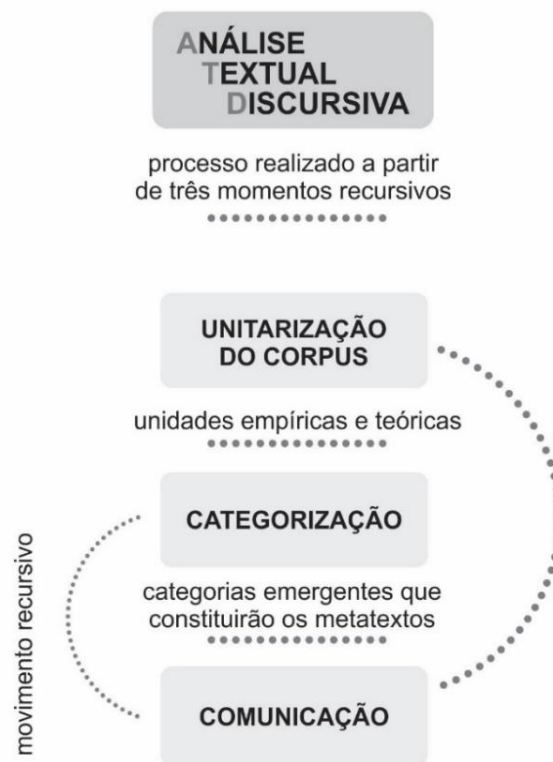 ANÁLISE
TEXTUAL
DISCURSIVA
processo realizado a partir
de três momentos recursivos
UNITARIZAÇÃO
DO CORPUS
unidades empíricas e teóricas
CATEGORIZAÇÃO
categorias emergentes que
constituirão os metatextos
COMUNICAÇÃO
movimento recursivo